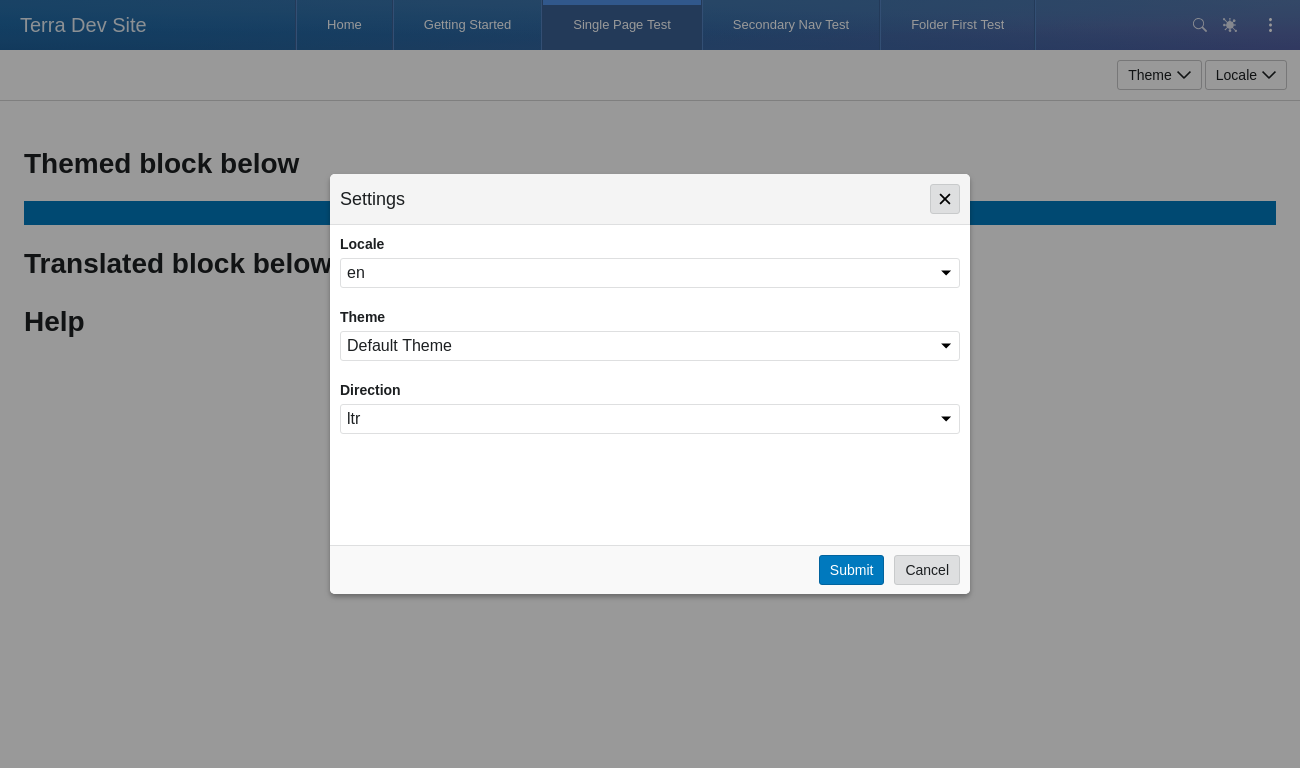 Terra Dev Site
Home
Getting Started
Single Page Test
Secondary Nav Test
Folder First Test
Theme
Locale
Themed block below
Translated block below
Help
Settings
Locale
en
Theme
Default Theme
Direction
ltr
Submit
Cancel